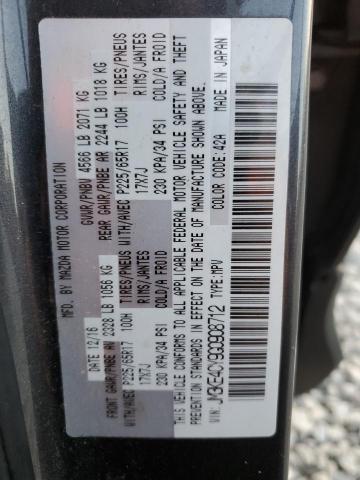 MFD. BY MAZDA MOTOR CORPORATION
DATE 12/16 GVWR/PNBV 4566 LB 2071 KG
FRONT GAWR/PNBE AV 2328 LB 1056 KG REAR GAWR/PNBE AR 2244 LB 1018 KG
TIRES/PNEUS WITH/AVEC P225/65R17 100H TIRES/PNEUS WITH/AVEC P225/65R17 100H
RIMS/JANTES 17X7J RIMS/JANTES 17X7J
COLD/A FROID 230 KPA/34 PSI COLD/A FROID 230 KPA/34 PSI
THIS VEHICLE CONFORMS TO ALL APPLICABLE FEDERAL MOTOR VEHICLE SAFETY AND THEFT
PREVENTION STANDARDS IN EFFECT ON THE DATE OF MANUFACTURE SHOWN ABOVE.
COLOR CODE: 42A MADE IN JAPAN
VIN: JM3KE4CY9G0908712 TYPE: MPV